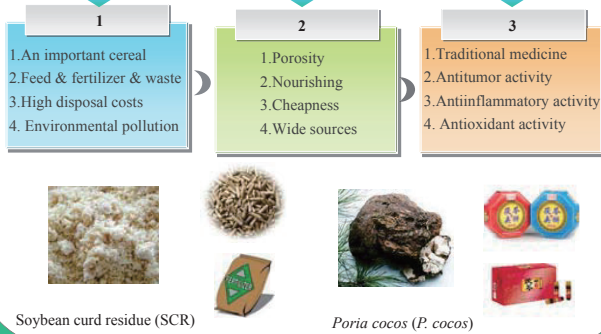 1
1.An important cereal
2.Feed & fertilizer & waste
3.High disposal costs
4. Environmental pollution
2
1.Porosity
2.Nourishing
3.Cheapness
4.Wide sources
3
1.Traditional medicine
2.Antitumor activity
3.Antiinflammatory activity
4. Antioxidant activity
Soybean curd residue (SCR)
Poria cocos (P. cocos)